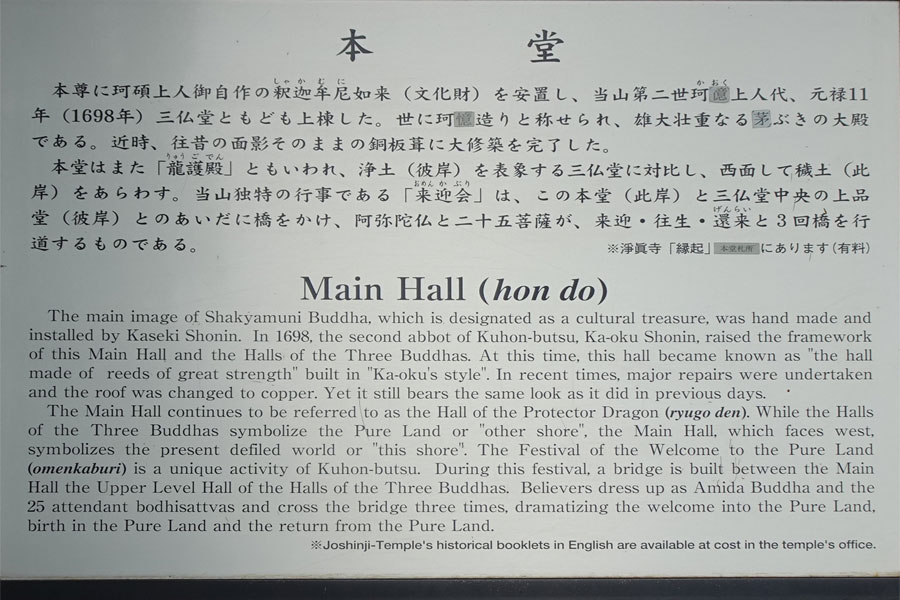 本堂
本尊に珂碩上人御自作の釈迦牟尼如来（文化財）を安置し、当山第二世珂憶上人代、元禄11
年（1698年）三仏堂ともども上棟した。世に珂憶造りと称せられ、雄大壮重なる茅ぶきの大殿
である。近時、往昔の面影そのままの銅板葺に大修築を完了した。
本堂はまた「龍護殿」ともいわれ、浄土（彼岸）を表象する三仏堂に対比し、西面して穢土（此
岸）をあらわす。当山独特の行事である「来迎会」は、この本堂（此岸）と三仏堂中央の上品
堂（彼岸）とのあいだに橋をかけ、阿弥陀仏と二十五菩薩が、来迎・往生・還来と３回橋を行
道するものである。
※淨眞寺「縁起」本堂札所にあります（有料）
Main Hall (hon do)
The main image of Shakyamuni Buddha, which is designated as a cultural treasure, was hand made and
installed by Kaseki Shonin. In 1698, the second abbot of Kuhon-butsu, Ka-oku Shonin, raised the framework
of this Main Hall and the Halls of the Three Buddhas. At this time, this hall became known as "the hall
made of reeds of great strength" built in "Ka-oku's style". In recent times, major repairs were undertaken
and the roof was changed to copper. Yet it still bears the same look as it did in previous days.
The Main Hall continues to be referred to as the Hall of the Protector Dragon (ryugo den). While the Halls
of the Three Buddhas symbolize the Pure Land or "other shore", the Main Hall, which faces west,
symbolizes the present defiled world or "this shore". The Festival of the Welcome to the Pure Land
(omenkaburi) is a unique activity of Kuhon-butsu. During this festival, a bridge is built between the Main
Hall the Upper Level Hall of the Halls of the Three Buddhas. Believers dress up as Amida Buddha and the
25 attendant bodhisattvas and cross the bridge three times, dramatizing the welcome into the Pure Land,
birth in the Pure Land and the return from the Pure Land.
※Joshinji-Temple's historical booklets in English are available at cost in the temple's office.